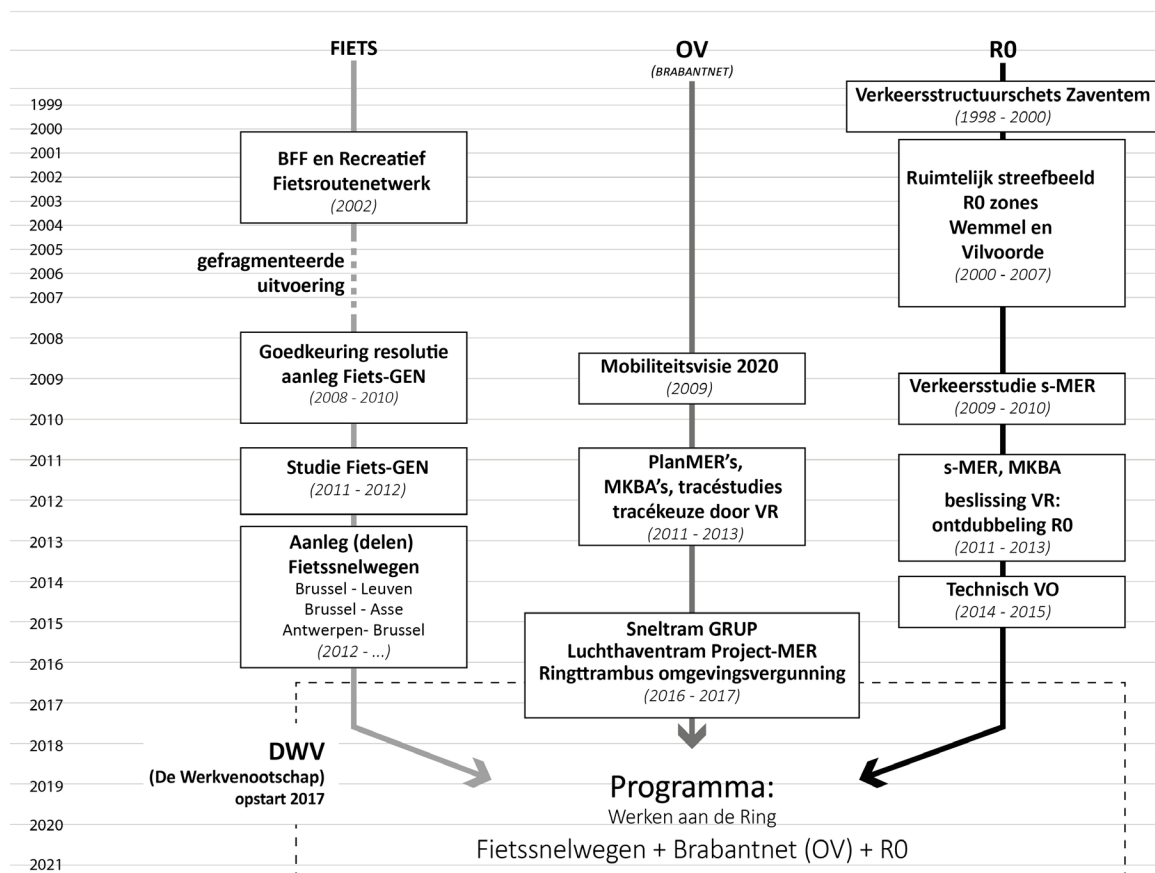 FIETS
OV
(BRABANTNET)
R0
1999
2000
2001
2002
2003
2004
2005
2006
2007
2008
2009
2010
2011
2012
2013
2014
2015
2016
2017
2018
2019
2020
2021
BFF en Recreatief
Fietsroutenetwerk
(2002)
gefragmenteerde
uitvoering
Goedkeuring resolutie
aanleg Fiets-GEN
(2008 - 2010)
Studie Fiets-GEN
(2011 - 2012)
Aanleg (delen)
Fietssnelwegen
Brussel - Leuven
Brussel - Asse
Antwerpen- Brussel
(2012 - ...)
Mobiliteitsvisie 2020
(2009)
PlanMER's,
MKBA's, tracéstudies
tracékeuze door VR
(2011 - 2013)
Sneltram GRUP
Luchthaventram Project-MER
Ringttrambus omgevingsvergunning
(2016 - 2017)
Verkeersstructuurschets Zaventem
(1998 - 2000)
Ruimtelijk streefbeeld
R0 zones
Wemmel en
Vilvoorde
(2000 - 2007)
Verkeersstudie s-MER
(2009 - 2010)
s-MER, MKBA
beslissing VR:
ontdubbeling R0
(2011 - 2013)
Technisch VO
(2014 - 2015)
DWV
(De Werkvenootschap)
opstart 2017
Programma:
Werken aan de Ring
Fietssnelwegen + Brabantnet (OV) + R0